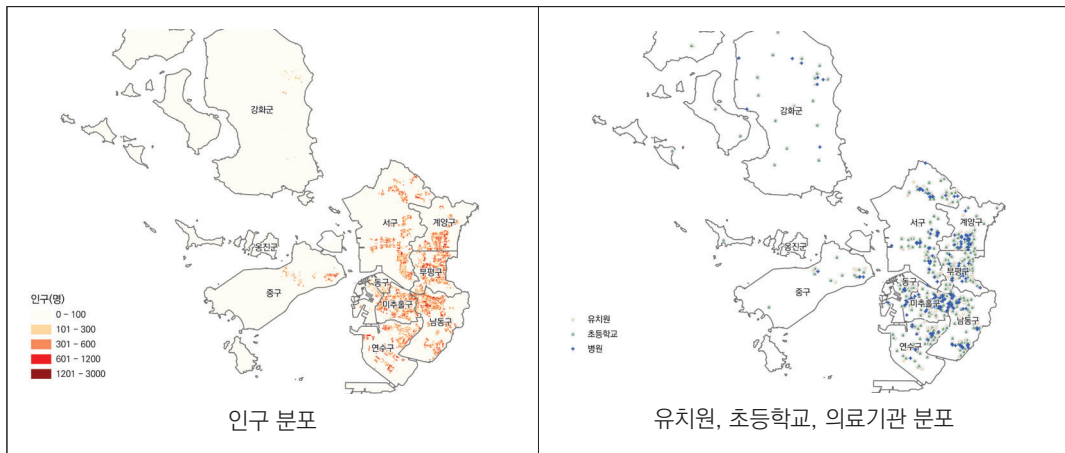 강화군
서구
계양구
옹진군
부평구
동구
중구
미추홀구
남동구
연수구
인구(명)
0 - 100
101 - 300
301 - 600
601 - 1200
1201 - 3000
인구 분포
강화군
서구
계양구
옹진군
부평구
동구
중구
미추홀구
남동구
연수구
유치원
초등학교
병원
유치원, 초등학교, 의료기관 분포